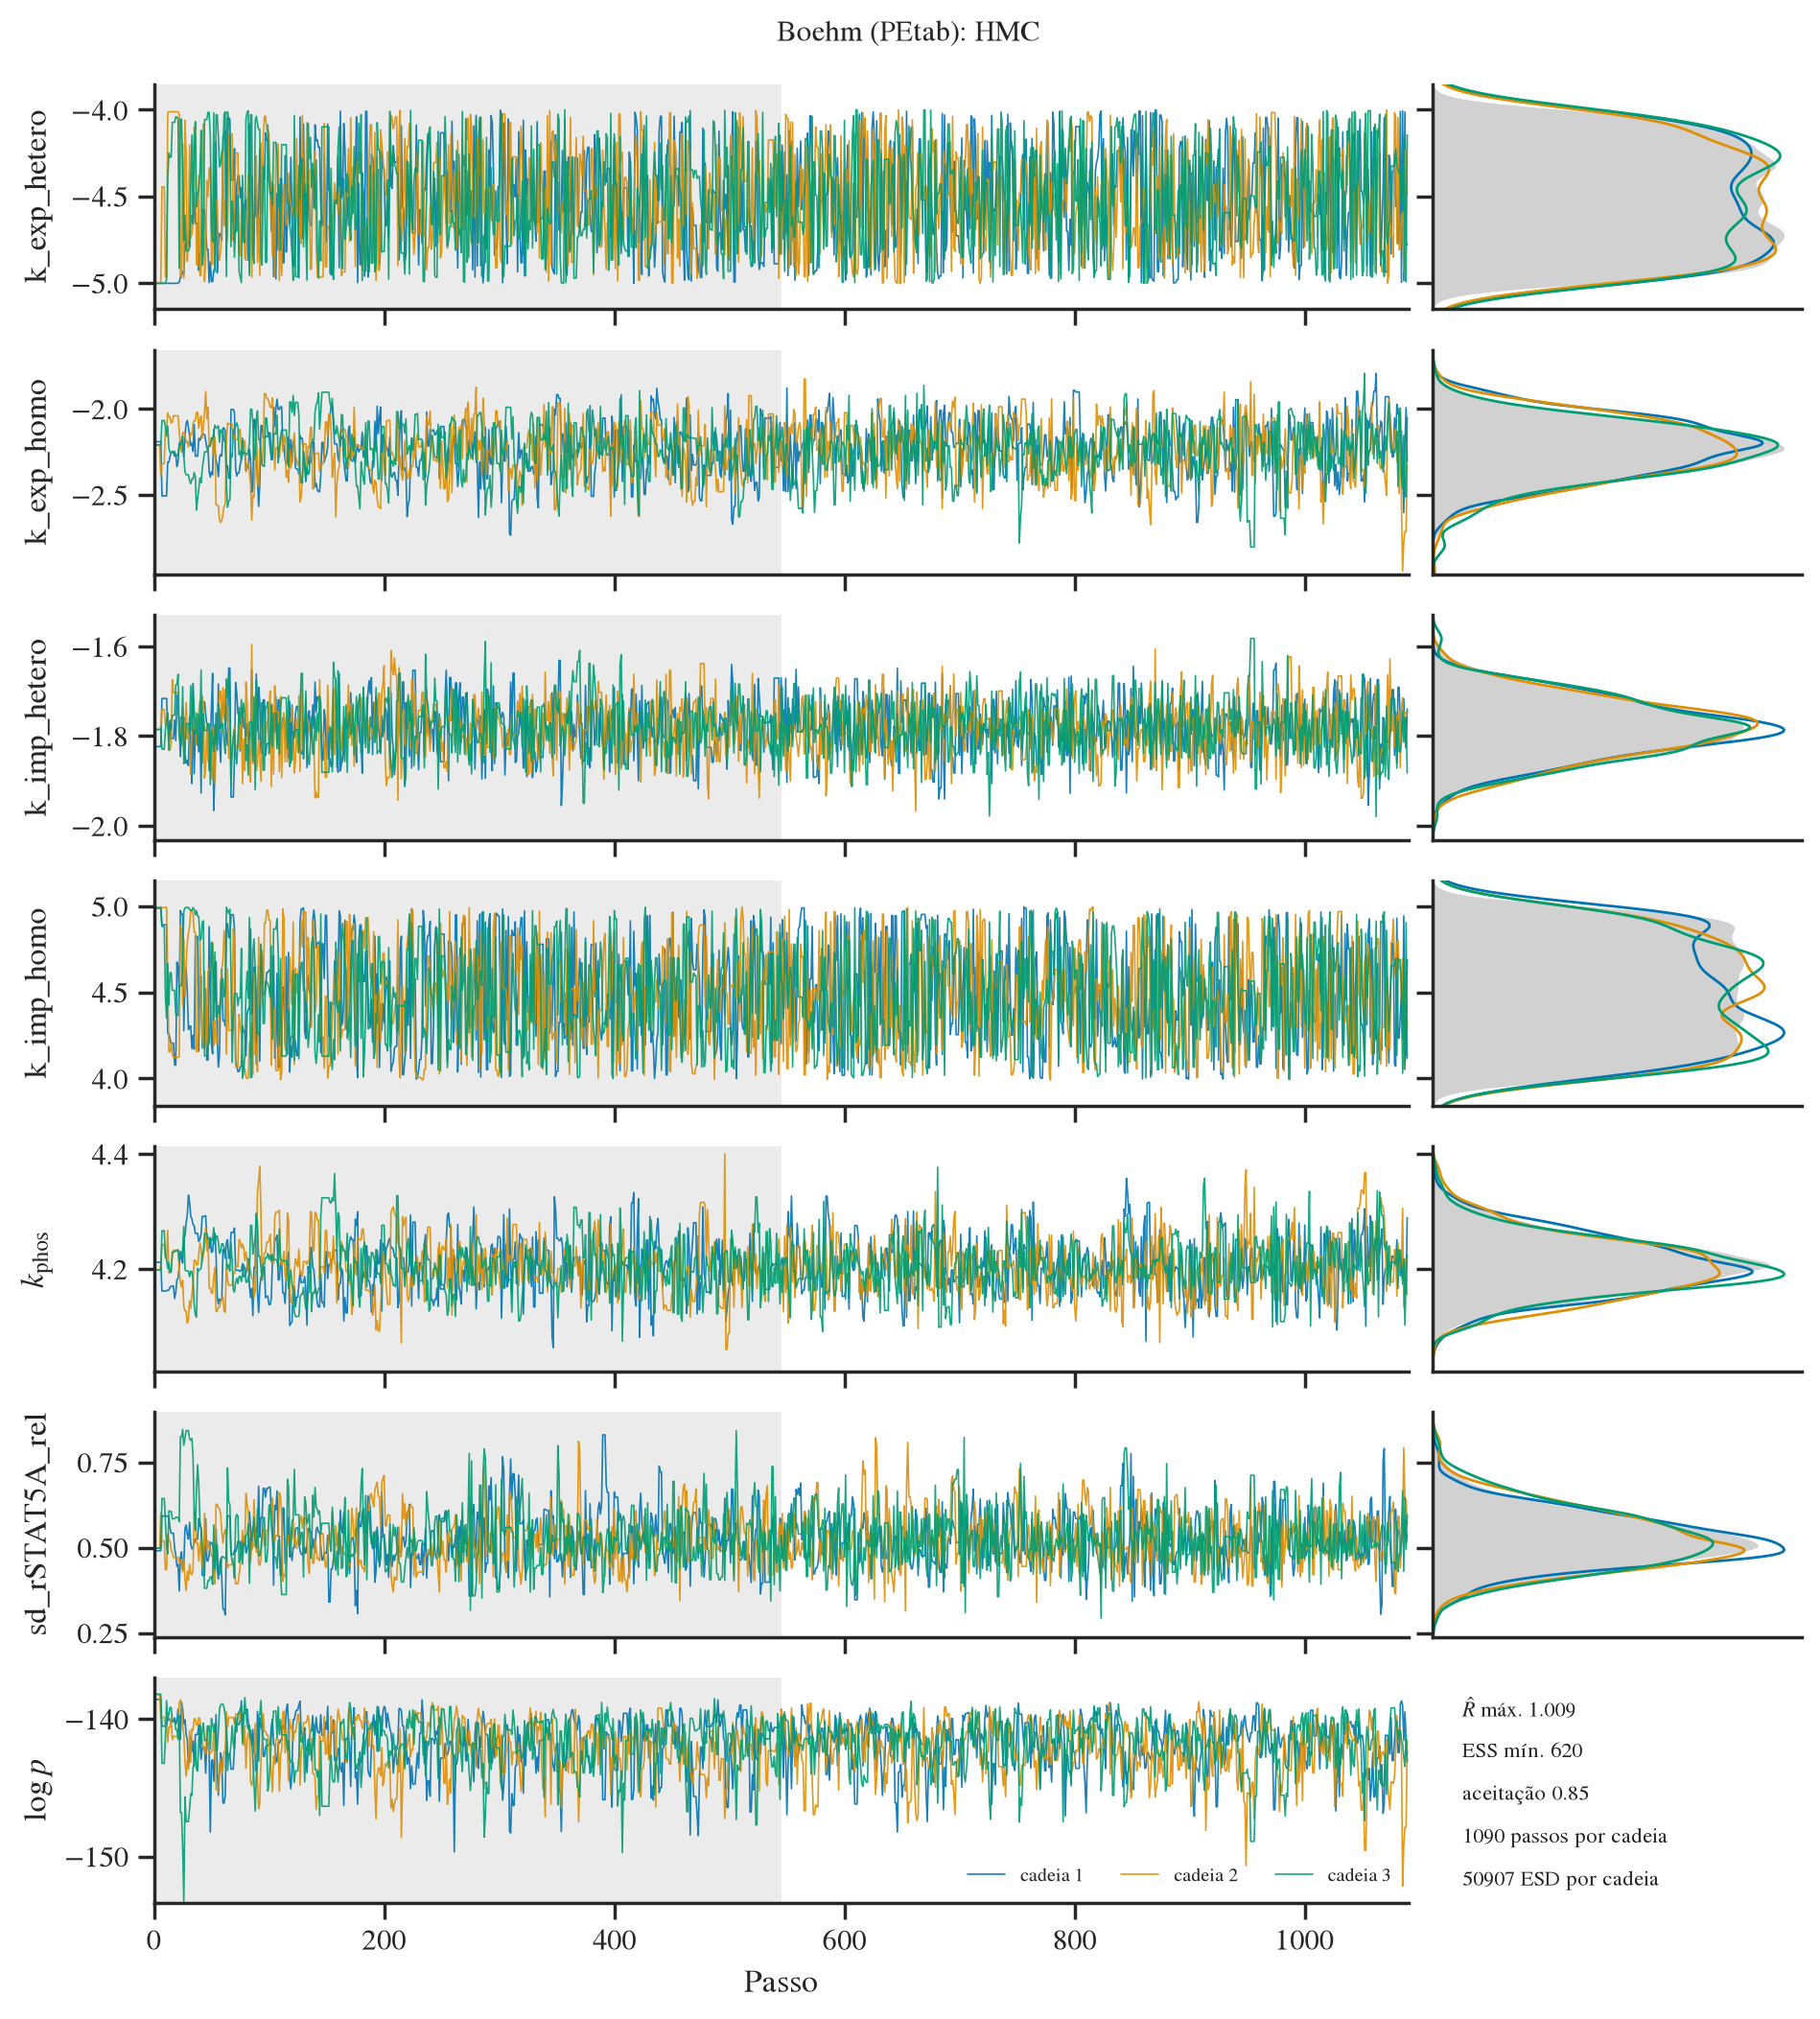 Boehm (PEtab): HMC
k_exp_hetero
−4.0
−4.5
−5.0
k_exp_homo
−2.0
−2.5
k_imp_hetero
−1.6
−1.8
−2.0
k_imp_homo
5.0
4.5
4.0
k_phos
4.4
4.2
sd_rSTAT5A_rel
0.75
0.50
0.25
log p
−140
−150
cadeia 1
cadeia 2
cadeia 3
R̂ máx. 1.009
ESS mín. 620
aceitação 0.85
1090 passos por cadeia
50907 ESD por cadeia
0
200
400
600
800
1000
Passo